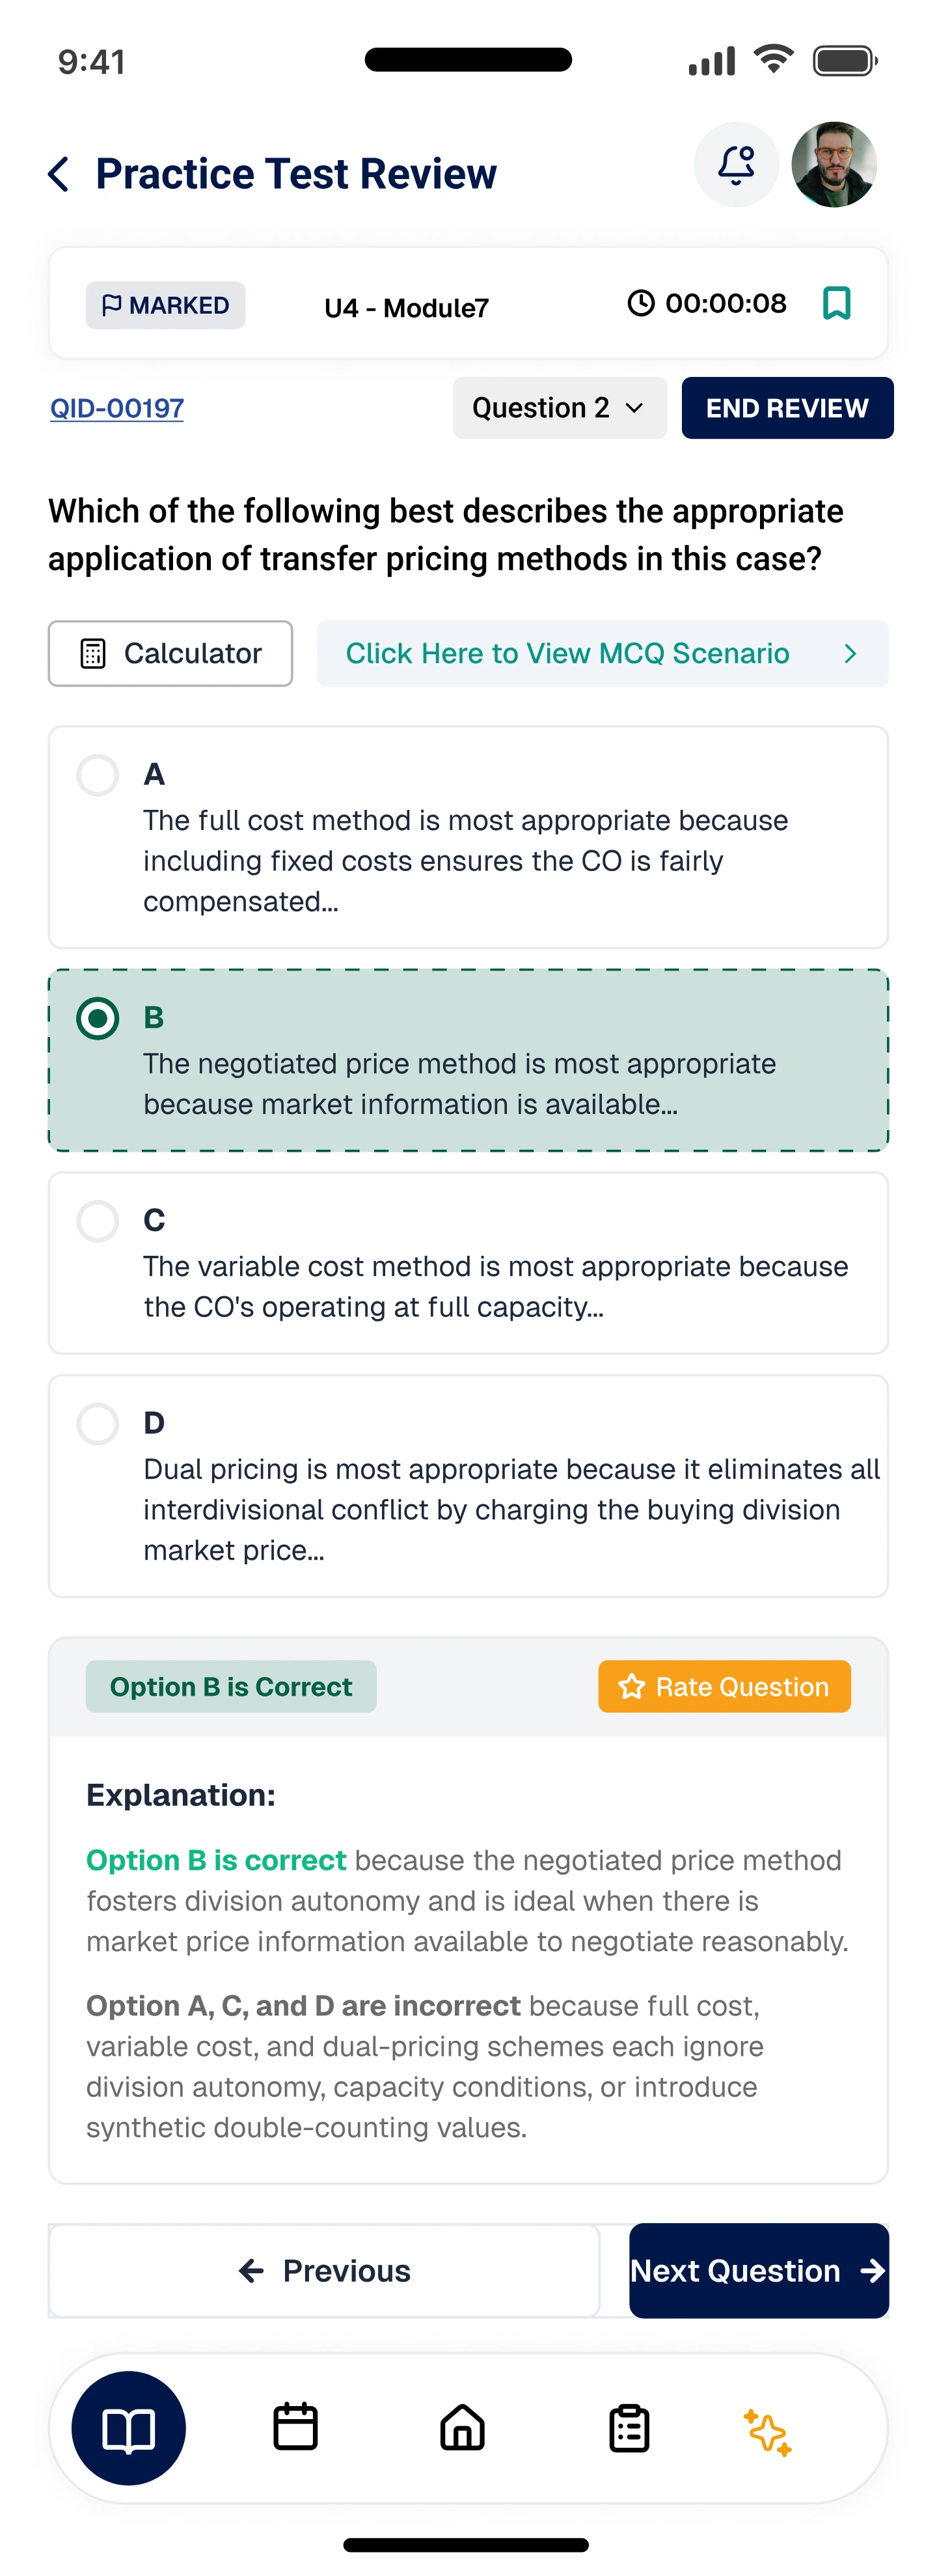 9:41
Practice Test Review
MARKED
U4 - Module7
00:00:08
QID-00197
Question 2
END REVIEW
Which of the following best describes the appropriate
application of transfer pricing methods in this case?
Calculator
Click Here to View MCQ Scenario
A
The full cost method is most appropriate because
including fixed costs ensures the CO is fairly
compensated...
B
The negotiated price method is most appropriate
because market information is available...
C
The variable cost method is most appropriate because
the CO's operating at full capacity...
D
Dual pricing is most appropriate because it eliminates all
interdivisional conflict by charging the buying division
market price...
Option B is Correct
Rate Question
Explanation:
Option B is correct because the negotiated price method
fosters division autonomy and is ideal when there is
market price information available to negotiate reasonably.
Option A, C, and D are incorrect because full cost,
variable cost, and dual-pricing schemes each ignore
division autonomy, capacity conditions, or introduce
synthetic double-counting values.
Previous
Next Question